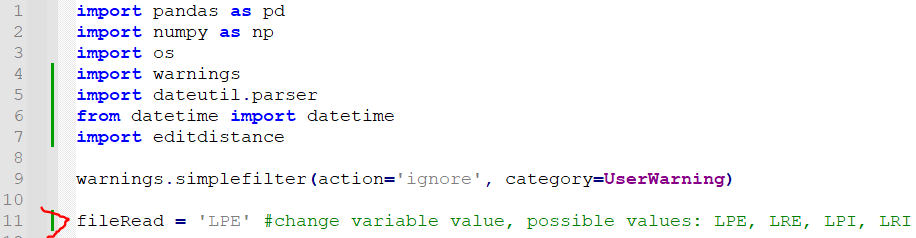 1 import pandas as pd
2 import numpy as np
3 import os
4 import warnings
5 import dateutil.parser
6 from datetime import datetime
7 import editdistance
8
9 warnings.simplefilter(action='ignore', category=UserWarning)
10
11 fileRead = 'LPE' #change variable value, possible values: LPE, LRE, LPI, LRI